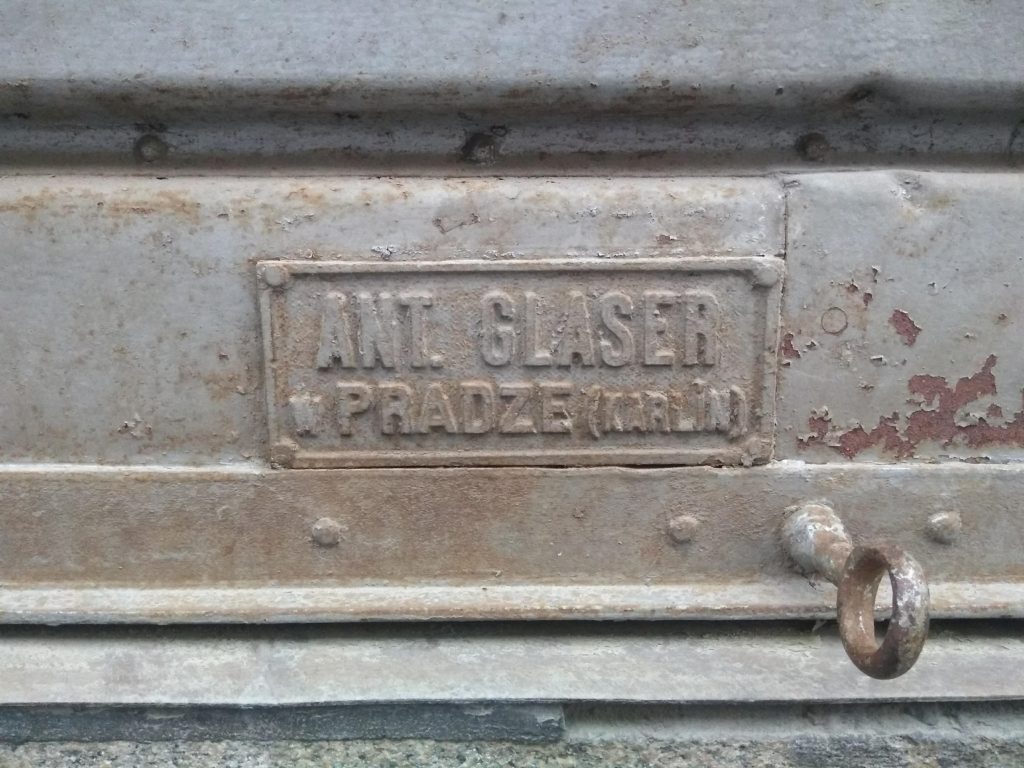 ANT. GLASER
W PRADZE (KARLÍN)